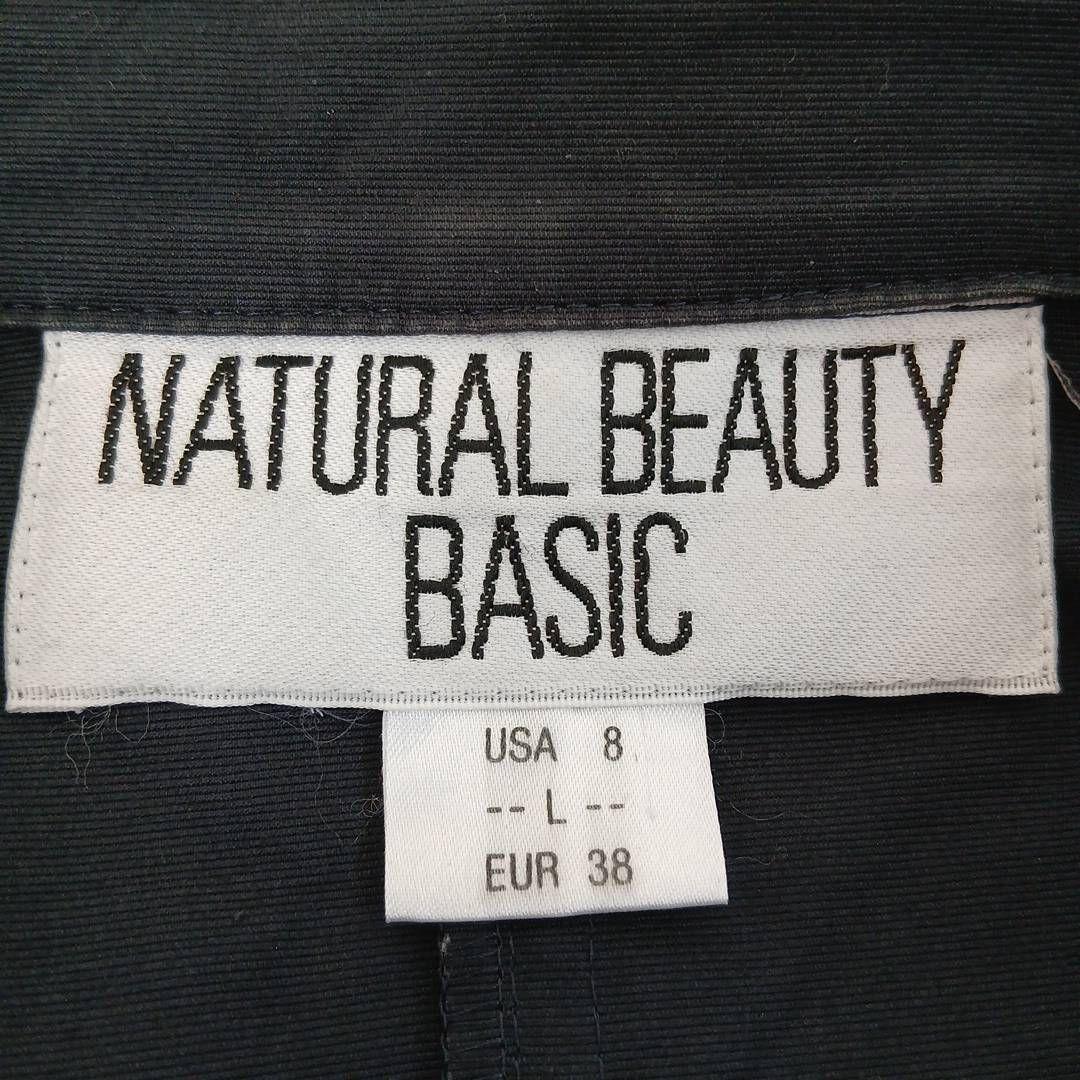 NATURAL BEAUTY
BASIC
USA 8
-- L --
EUR 38